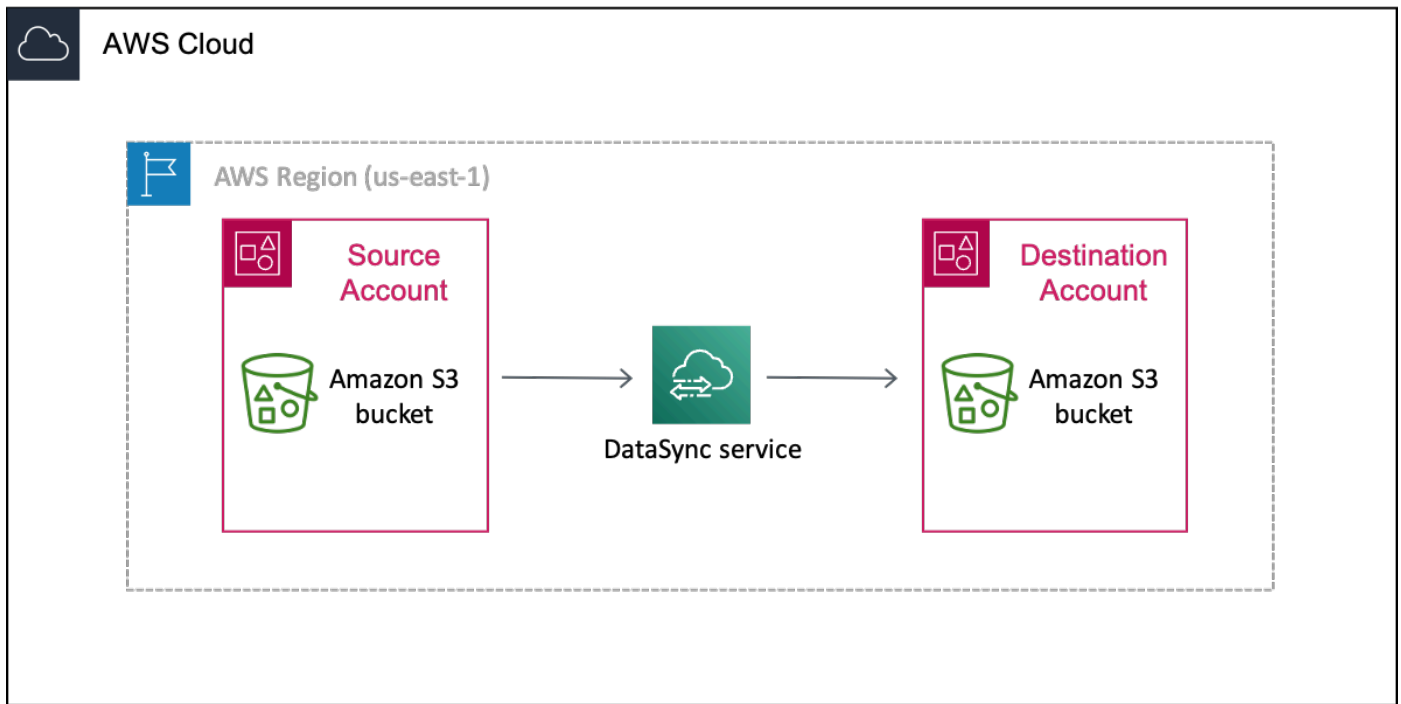 AWS Cloud
AWS Region (us-east-1)
Source
Account
Amazon S3
bucket
DataSync service
Destination
Account
Amazon S3
bucket